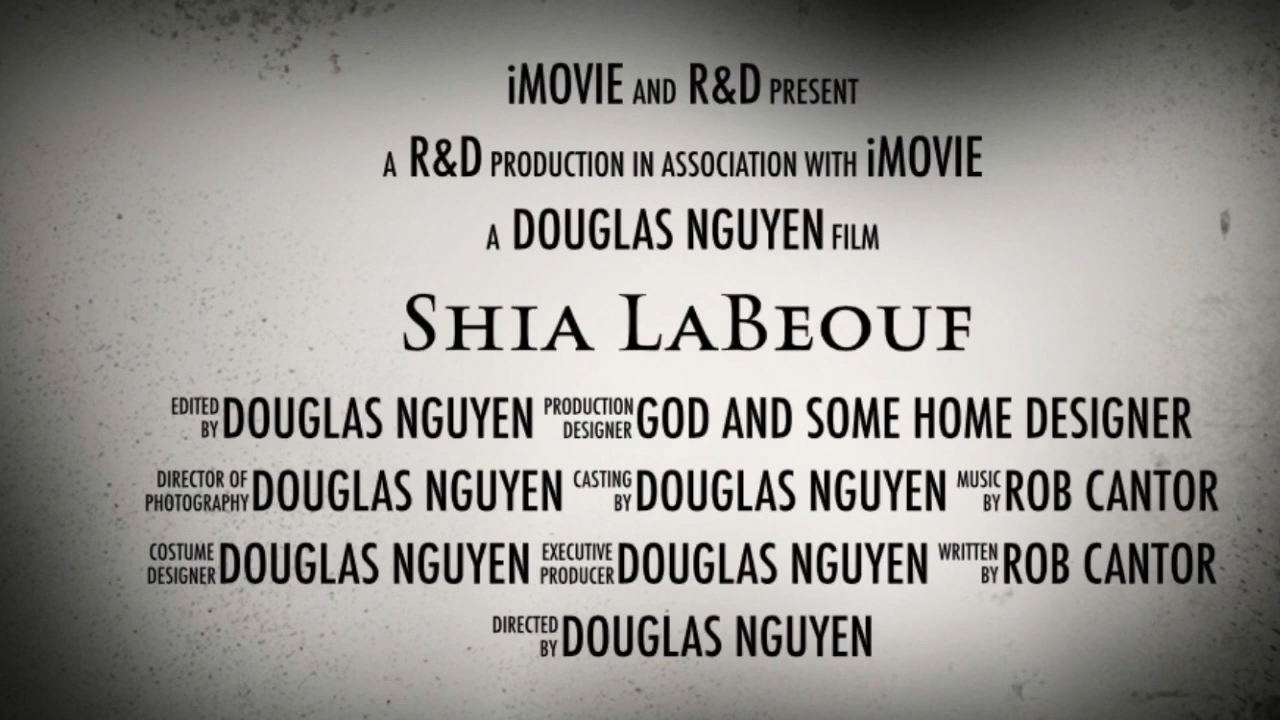 iMOVIE AND R&D PRESENT
A R&D PRODUCTION IN ASSOCIATION WITH iMOVIE
A DOUGLAS NGUYEN FILM
SHIA LABEOUF
EDITED BY DOUGLAS NGUYEN PRODUCTION DESIGNER GOD AND SOME HOME DESIGNER
DIRECTOR OF PHOTOGRAPHY DOUGLAS NGUYEN CASTING BY DOUGLAS NGUYEN MUSIC BY ROB CANTOR
COSTUME DESIGNER DOUGLAS NGUYEN EXECUTIVE PRODUCER DOUGLAS NGUYEN WRITTEN BY ROB CANTOR
DIRECTED BY DOUGLAS NGUYEN